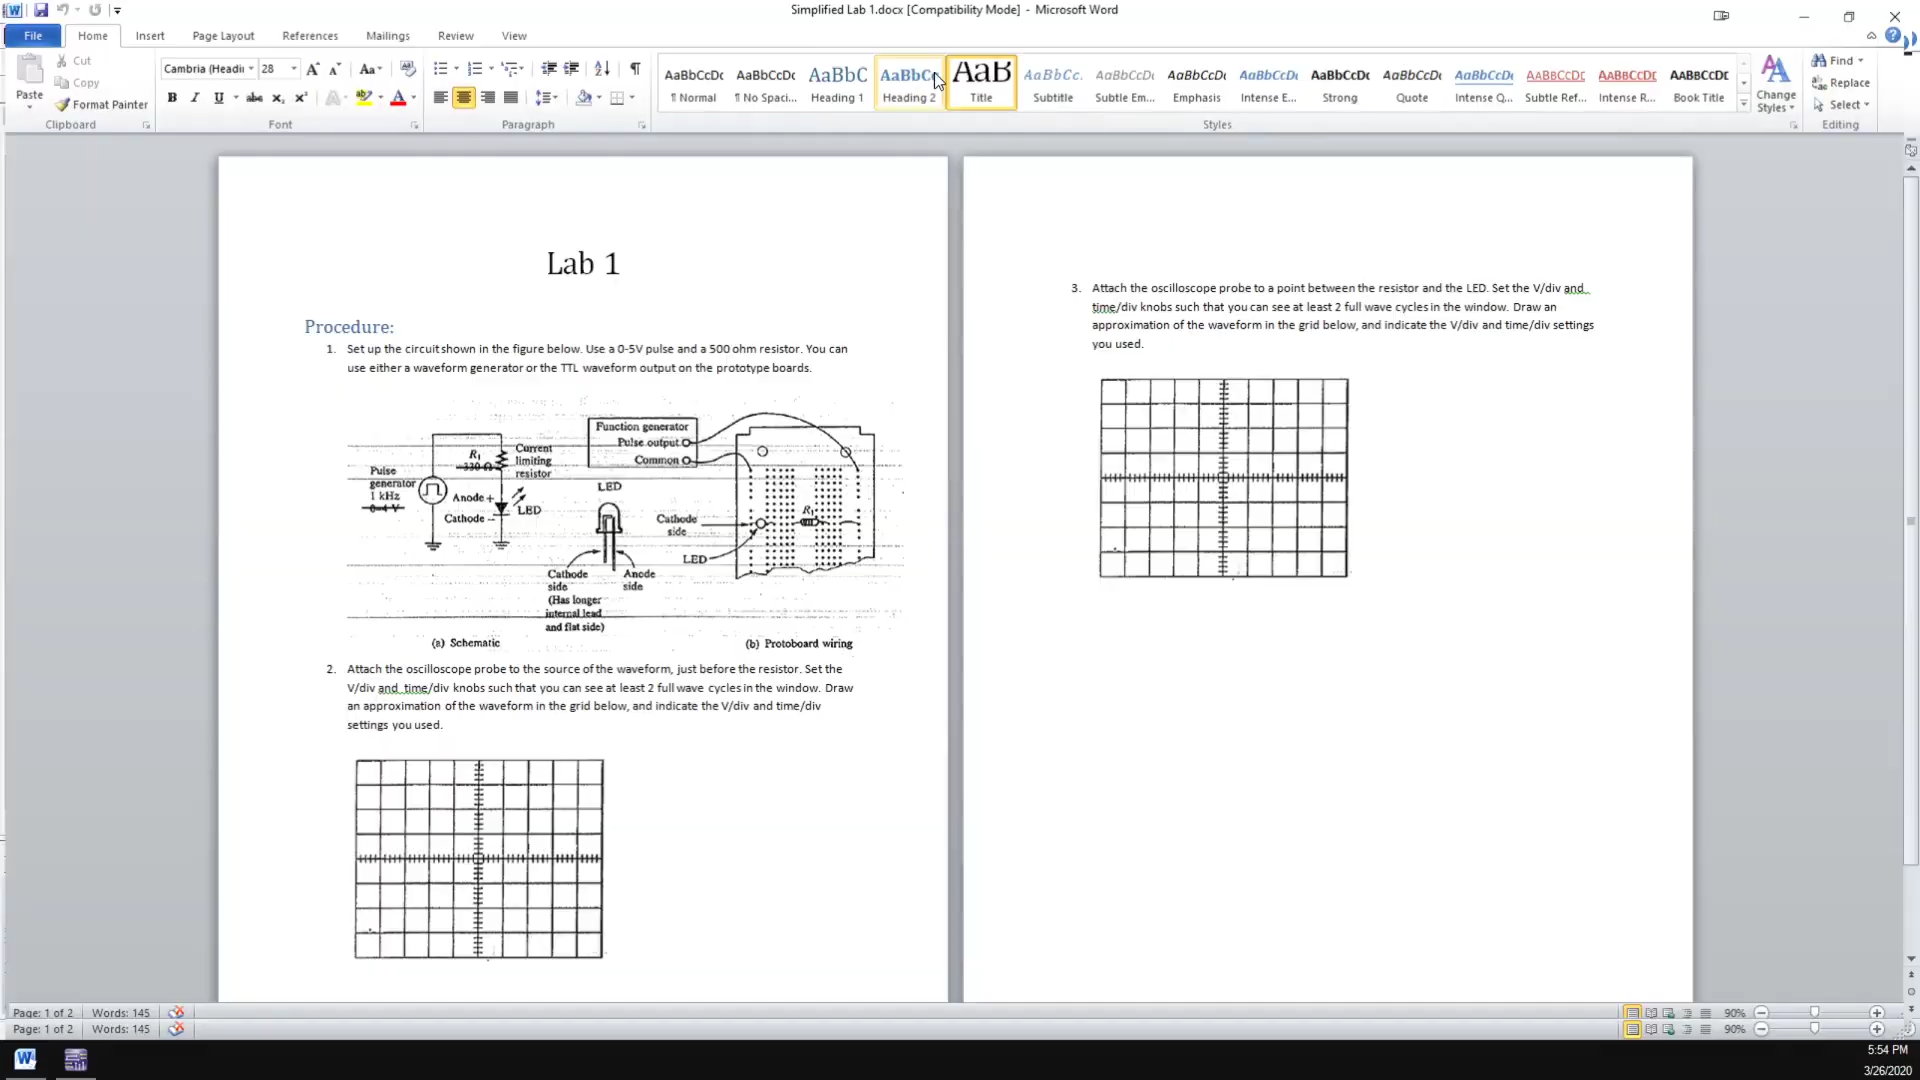 Simplified Lab 1.docx [Compatibility Mode] - Microsoft Word
File Home Insert Page Layout References Mailings Review View
Paste
Cut
Copy
Format Painter
Clipboard
Cambria (Headi 28
Font
Paragraph
AaBbCcDc AaBbCcDc AaBbC AaBbCc AaB AaBbCc. AaBbCcDc AaBbCcDc AaBbCcDc AaBbCcDc AaBbCcDc AaBbCcDc AABBCCDE AABBCCDE AABBCCDE
¶ Normal ¶ No Spaci... Heading 1 Heading 2 Title Subtitle Subtle Em... Emphasis Intense E... Strong Quote Intense Q... Subtle Ref... Intense R... Book Title
Styles
Change
Styles
Find
Replace
Select
Editing
Lab 1
Procedure:
1. Set up the circuit shown in the figure below. Use a 0-5V pulse and a 500 ohm resistor. You can
use either a waveform generator or the TTL waveform output on the prototype boards.
Pulse
generator
1 kHz
0-4 V
R1
330 Ω
Current
limiting
resistor
Anode +
Cathode -
LED
(a) Schematic
Function generator
Pulse output
Common
LED
Cathode
side
(Has longer
internal lead
and flat side)
Anode
side
Cathode
side
LED
R1
(b) Protoboard wiring
2. Attach the oscilloscope probe to the source of the waveform, just before the resistor. Set the
V/div and time/div knobs such that you can see at least 2 full wave cycles in the window. Draw
an approximation of the waveform in the grid below, and indicate the V/div and time/div
settings you used.
3. Attach the oscilloscope probe to a point between the resistor and the LED. Set the V/div and
time/div knobs such that you can see at least 2 full wave cycles in the window. Draw an
approximation of the waveform in the grid below, and indicate the V/div and time/div settings
you used.
Page: 1 of 2 Words: 145 90%
Page: 1 of 2 Words: 145 90%
5:54 PM
3/26/2020